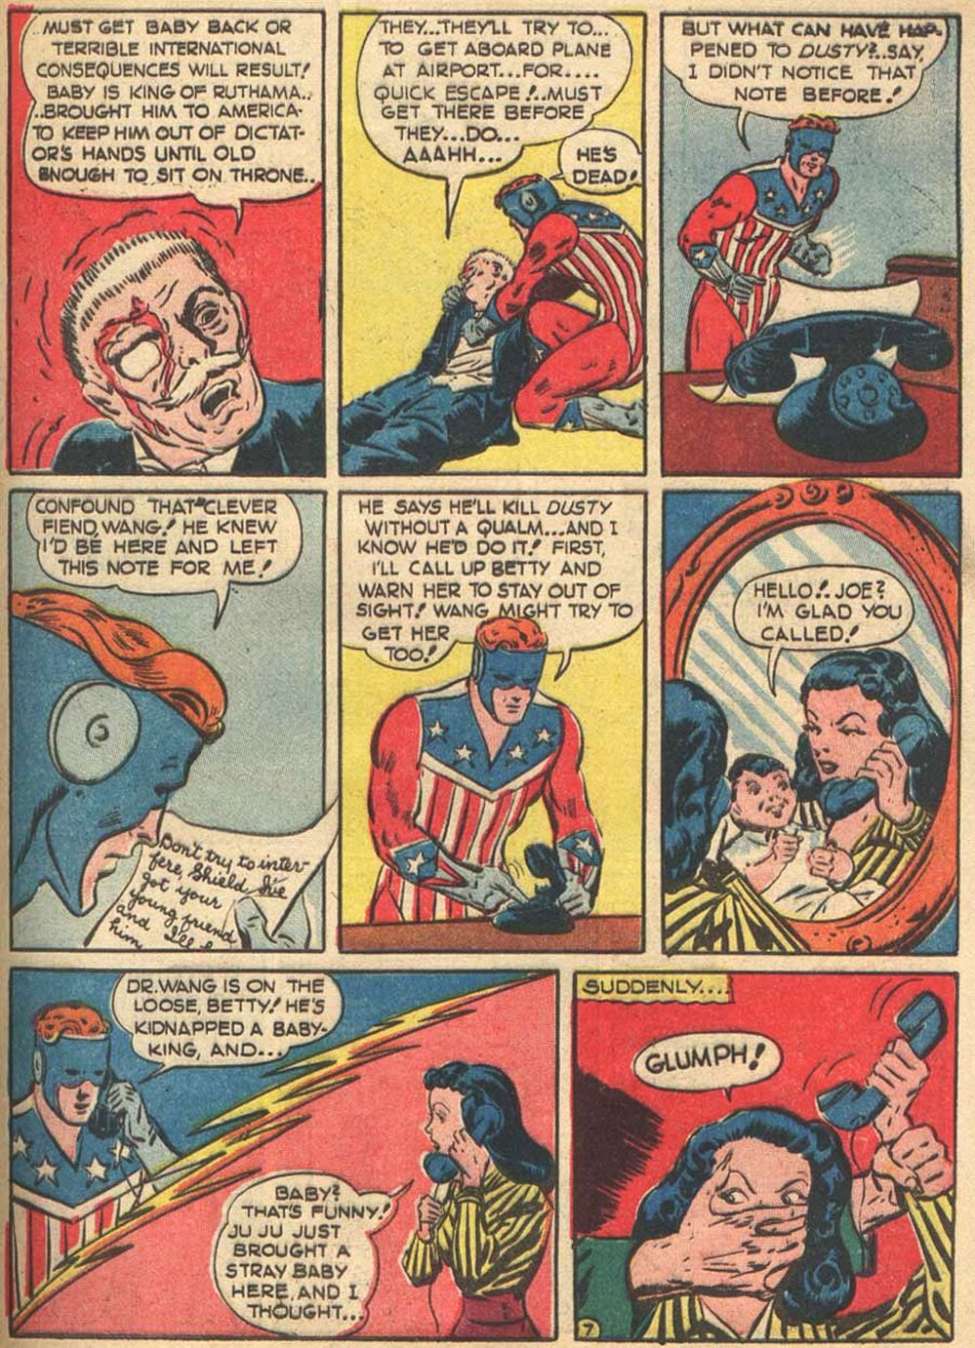 MUST GET BABY BACK OR
TERRIBLE INTERNATIONAL
CONSEQUENCES WILL RESULT!
BABY IS KING OF RUTHAMA..
..BROUGHT HIM TO AMERICA-
TO KEEP HIM OUT OF DICTAT-
OR'S HANDS UNTIL OLD
ENOUGH TO SIT ON THRONE..
THEY...THEY'LL TRY TO...
TO GET ABOARD PLANE
AT AIRPORT...FOR....
QUICK ESCAPE!..MUST
GET THERE BEFORE
THEY...DO...
AAAHH...
HE'S
DEAD!
BUT WHAT CAN HAVE HAP-
PENED TO DUSTY?..SAY,
I DIDN'T NOTICE THAT
NOTE BEFORE!
CONFOUND THAT CLEVER
FIEND, WANG! HE KNEW
I'D BE HERE AND LEFT
THIS NOTE FOR ME!
Don't try to inter-
fere Shield I've
got your
young friend
and I'll
him
HE SAYS HE'LL KILL DUSTY
WITHOUT A QUALM...AND I
KNOW HE'D DO IT! FIRST,
I'LL CALL UP BETTY AND
WARN HER TO STAY OUT OF
SIGHT! WANG MIGHT TRY TO
GET HER
TOO!
HELLO! JOE?
I'M GLAD YOU
CALLED!
DR. WANG IS ON THE
LOOSE, BETTY! HE'S
KIDNAPPED A BABY-
KING, AND...
BABY?
THAT'S FUNNY!
JU JU JUST
BROUGHT A
STRAY BABY
HERE, AND I
THOUGHT...
SUDDENLY....
GLUMPH!
7